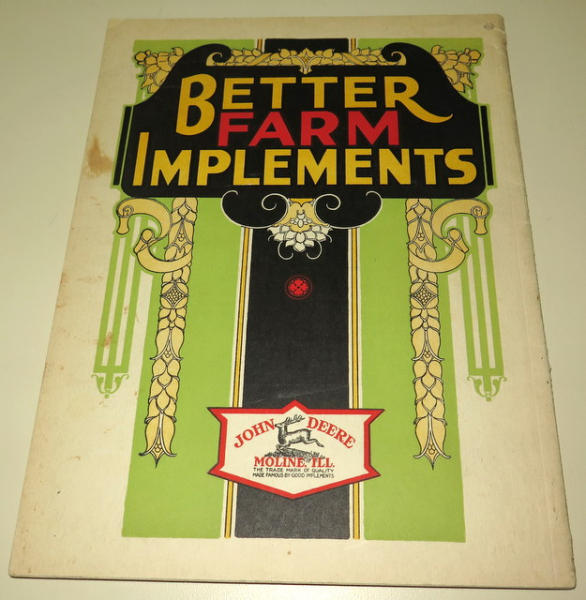 BETTER
FARM
IMPLEMENTS
JOHN DEERE
MOLINE, ILL.
THE TRADE MARK OF QUALITY
MADE FAMOUS BY GOOD IMPLEMENTS